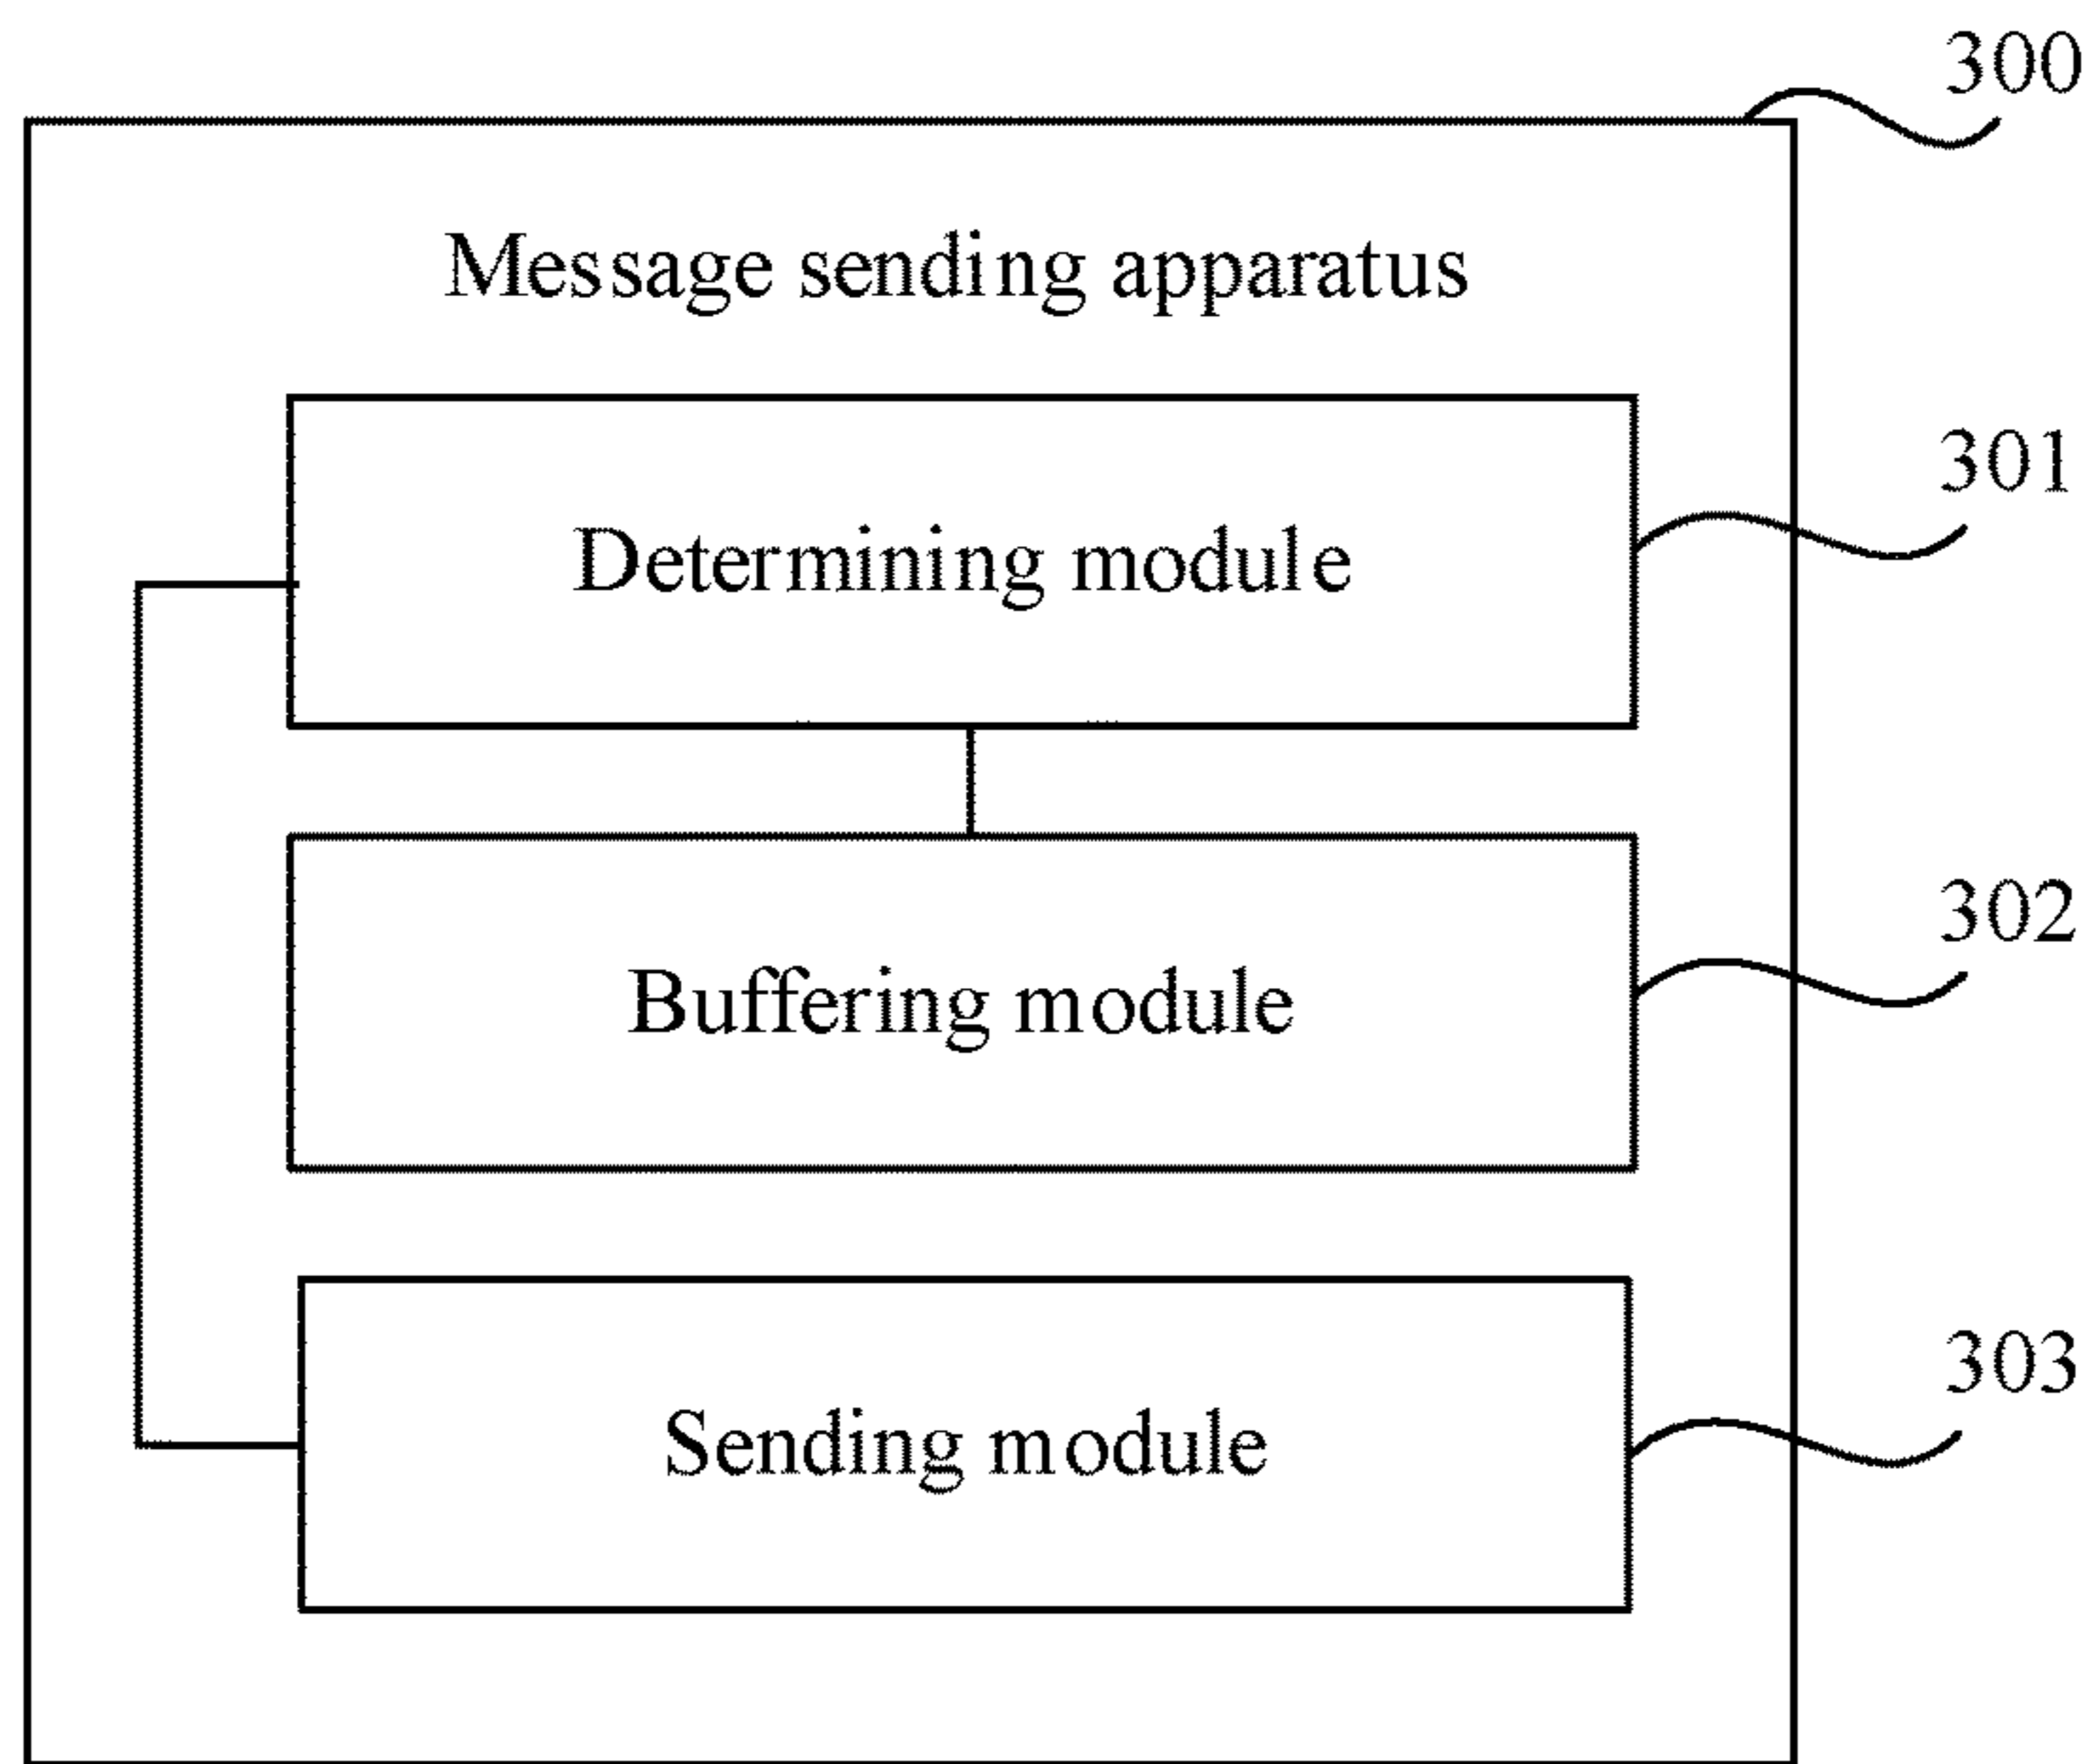 300
Message sending apparatus
301
Determining module
302
Buffering module
303
Sending module